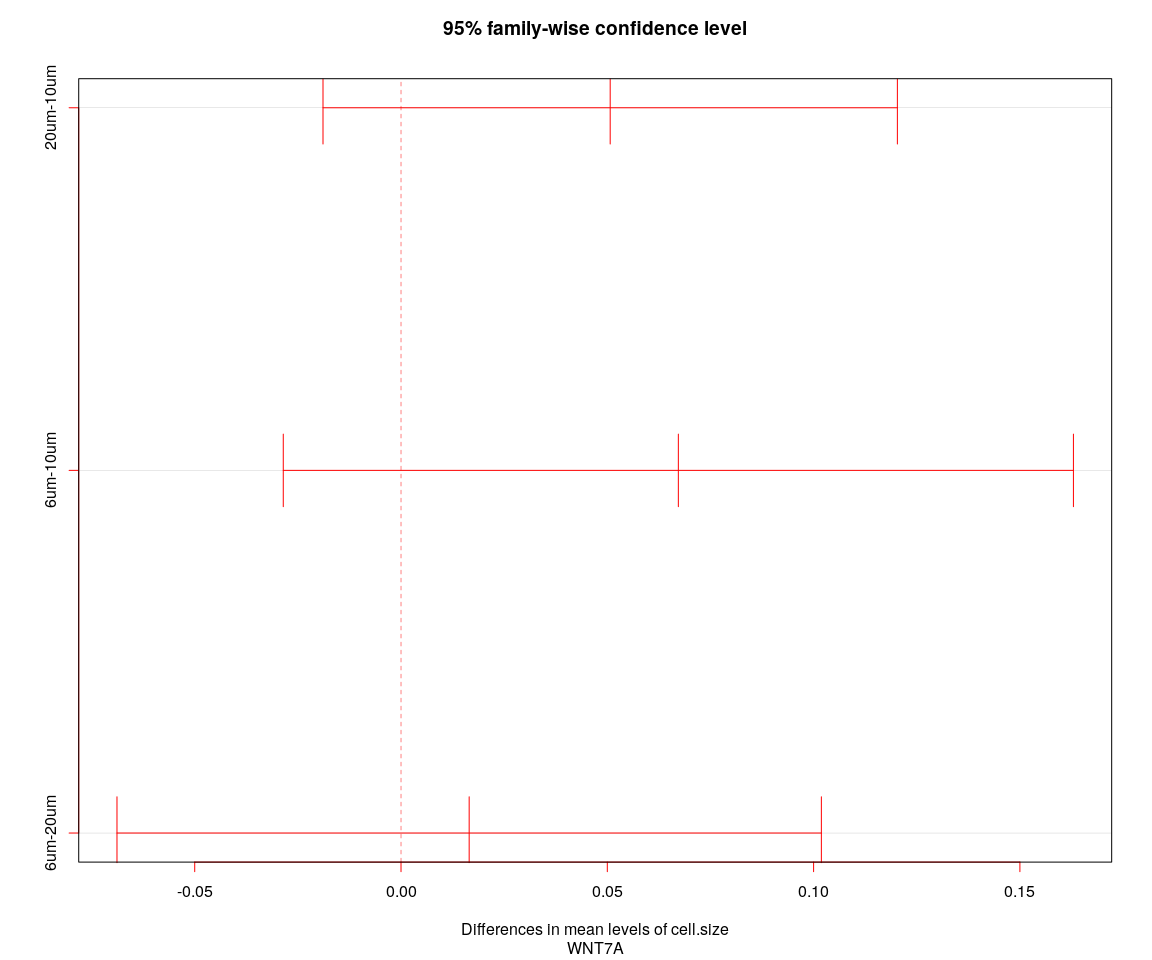 95% family-wise confidence level
20um-10um
6um-10um
6um-20um
-0.05 0.00 0.05 0.10 0.15
Differences in mean levels of cell.size
WNT7A